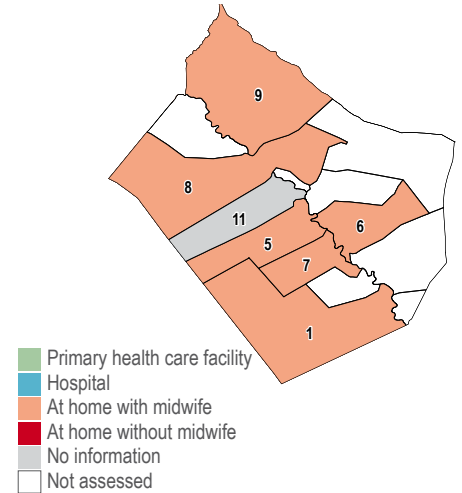 9
8
11
6
5
7
1
Primary health care facility
Hospital
At home with midwife
At home without midwife
No information
Not assessed